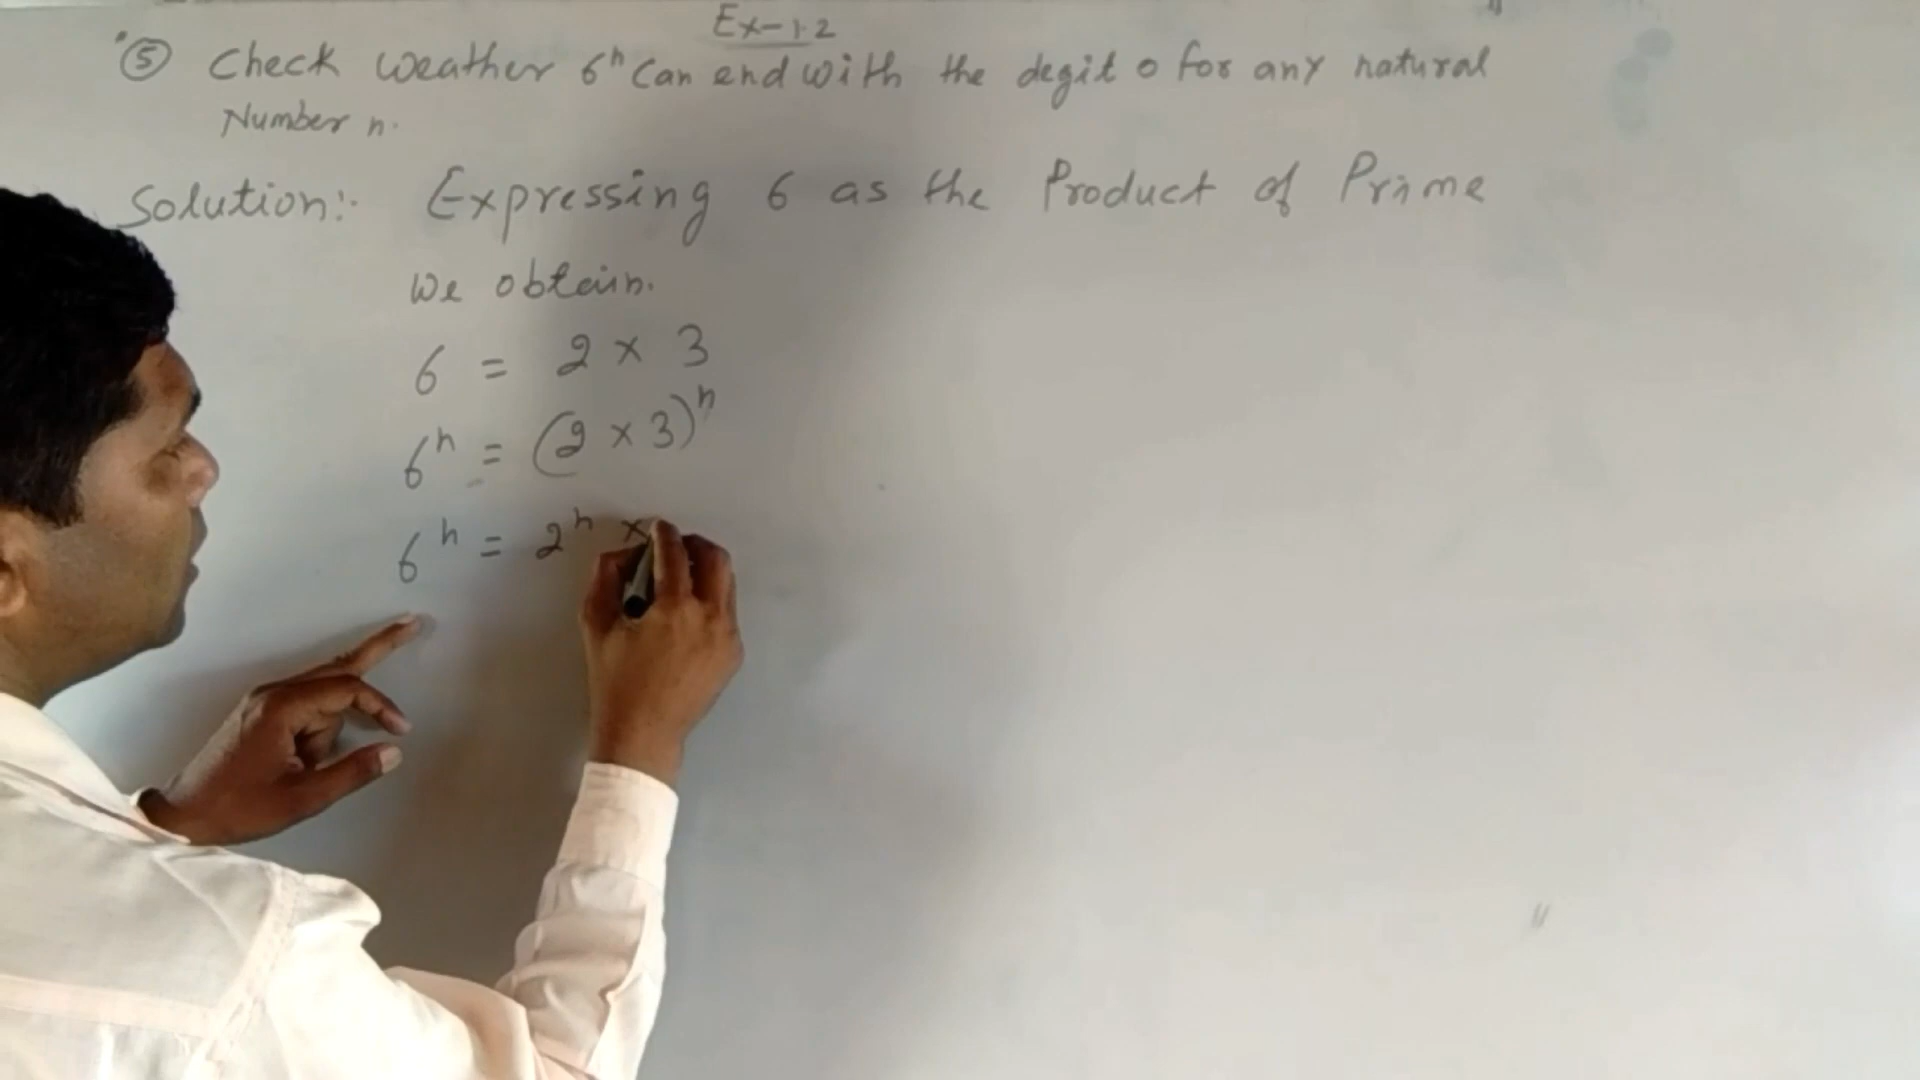 Ex-1.2
⑤ Check weather 6ⁿ Can end with the degit 0 for any natural
Number n.
Solution:- Expressing 6 as the Product of Prime
We obtain.
6 = 2 × 3
6ⁿ = (2 × 3)ⁿ
6ⁿ = 2ⁿ ×